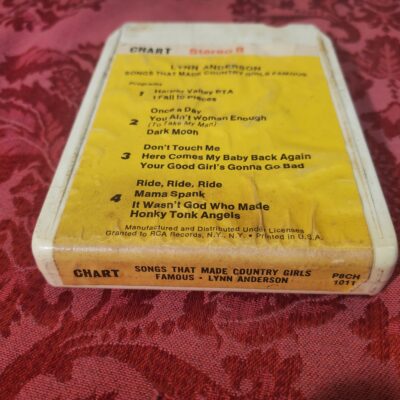 CHART Stereo 8
LYNN ANDERSON
SONGS THAT MADE COUNTRY GIRLS FAMOUS
Programs
1 Harper Valley PTA
I Fall to Pieces
Once a Day
2 You Ain't Woman Enough
(To Take My Man)
Dark Moon
Don't Touch Me
3 Here Comes My Baby Back Again
Your Good Girl's Gonna Go Bad
Ride, Ride, Ride
4 Mama Spank
It Wasn't God Who Made
Honky Tonk Angels
Manufactured and Distributed Under Licenses
Granted to RCA Records, N.Y., N.Y. • Printed in U.S.A.
CHART SONGS THAT MADE COUNTRY GIRLS P8CH
FAMOUS • LYNN ANDERSON 1011